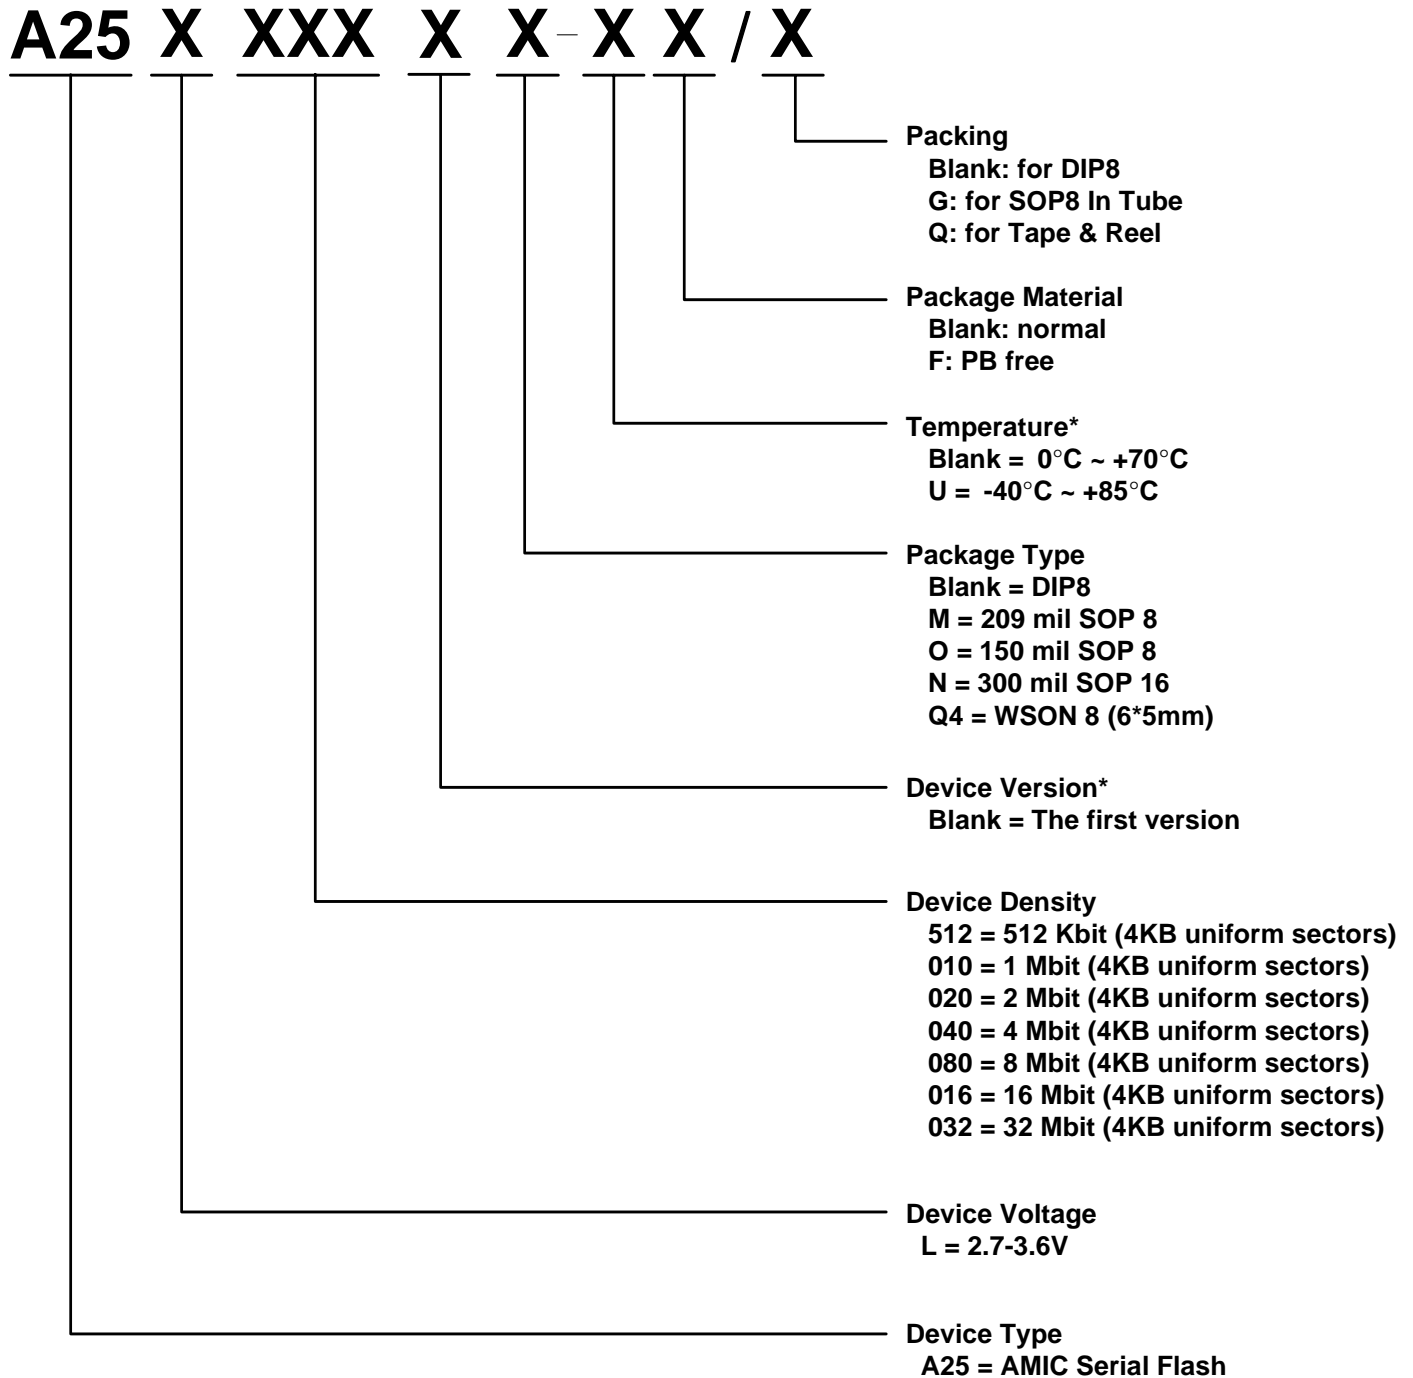 A25 X XXX X X – X X / X
Packing
Blank: for DIP8
G: for SOP8 In Tube
Q: for Tape & Reel
Package Material
Blank: normal
F: PB free
Temperature*
Blank = 0°C ~ +70°C
U = -40°C ~ +85°C
Package Type
Blank = DIP8
M = 209 mil SOP 8
O = 150 mil SOP 8
N = 300 mil SOP 16
Q4 = WSON 8 (6*5mm)
Device Version*
Blank = The first version
Device Density
512 = 512 Kbit (4KB uniform sectors)
010 = 1 Mbit (4KB uniform sectors)
020 = 2 Mbit (4KB uniform sectors)
040 = 4 Mbit (4KB uniform sectors)
080 = 8 Mbit (4KB uniform sectors)
016 = 16 Mbit (4KB uniform sectors)
032 = 32 Mbit (4KB uniform sectors)
Device Voltage
L = 2.7-3.6V
Device Type
A25 = AMIC Serial Flash